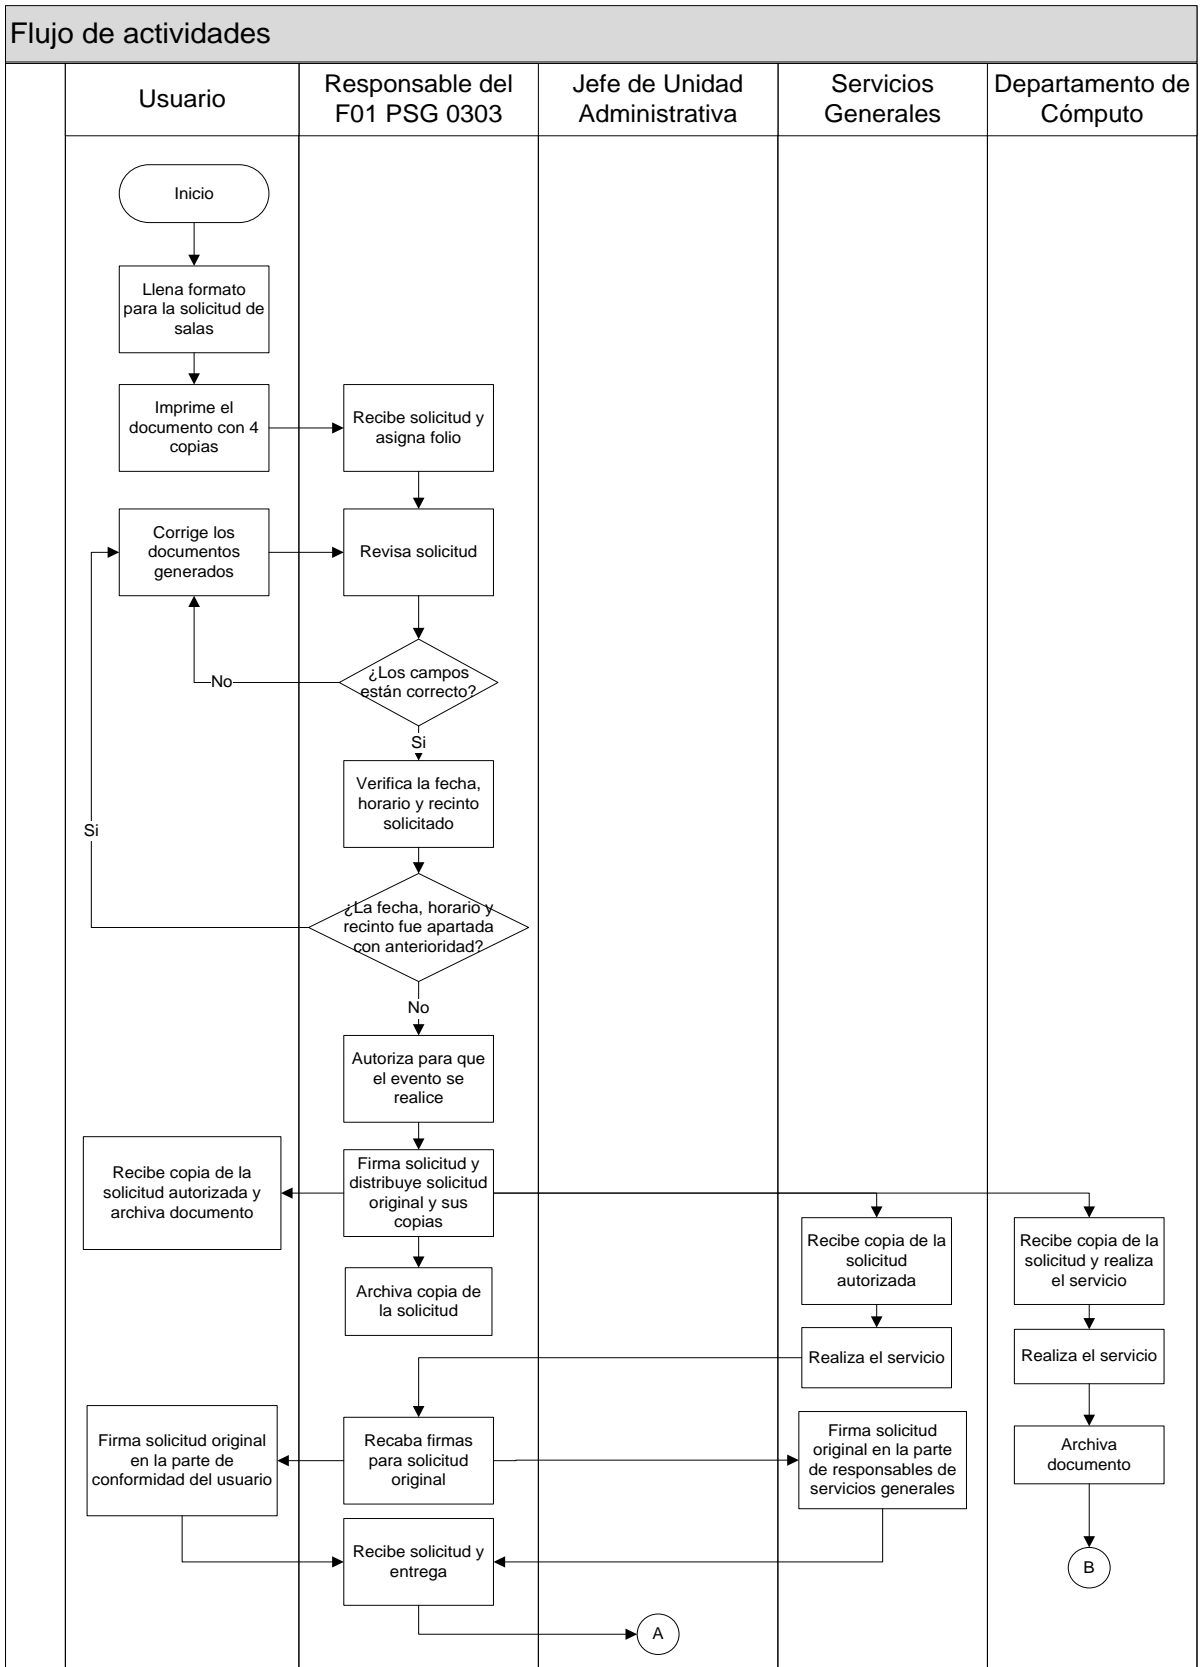 Flujo de actividades
Usuario
Responsable del
F01 PSG 0303
Jefe de Unidad
Administrativa
Servicios
Generales
Departamento de
Cómputo
Inicio
Llena formato
para la solicitud de
salas
Imprime el
documento con 4
copias
Recibe solicitud y
asigna folio
Corrige los
documentos
generados
Revisa solicitud
¿Los campos
están correcto?
No
Si
Verifica la fecha,
horario y recinto
solicitado
Si
¿La fecha, horario y
recinto fue apartada
con anterioridad?
No
Autoriza para que
el evento se
realice
Recibe copia de la
solicitud autorizada y
archiva documento
Firma solicitud y
distribuye solicitud
original y sus
copias
Recibe copia de la
solicitud
autorizada
Recibe copia de la
solicitud y realiza
el servicio
Archiva copia de
la solicitud
Realiza el servicio
Realiza el servicio
Firma solicitud original
en la parte de
conformidad del usuario
Recaba firmas
para solicitud
original
Firma solicitud
original en la parte
de responsables de
servicios generales
Archiva
documento
Recibe solicitud y
entrega
B
A